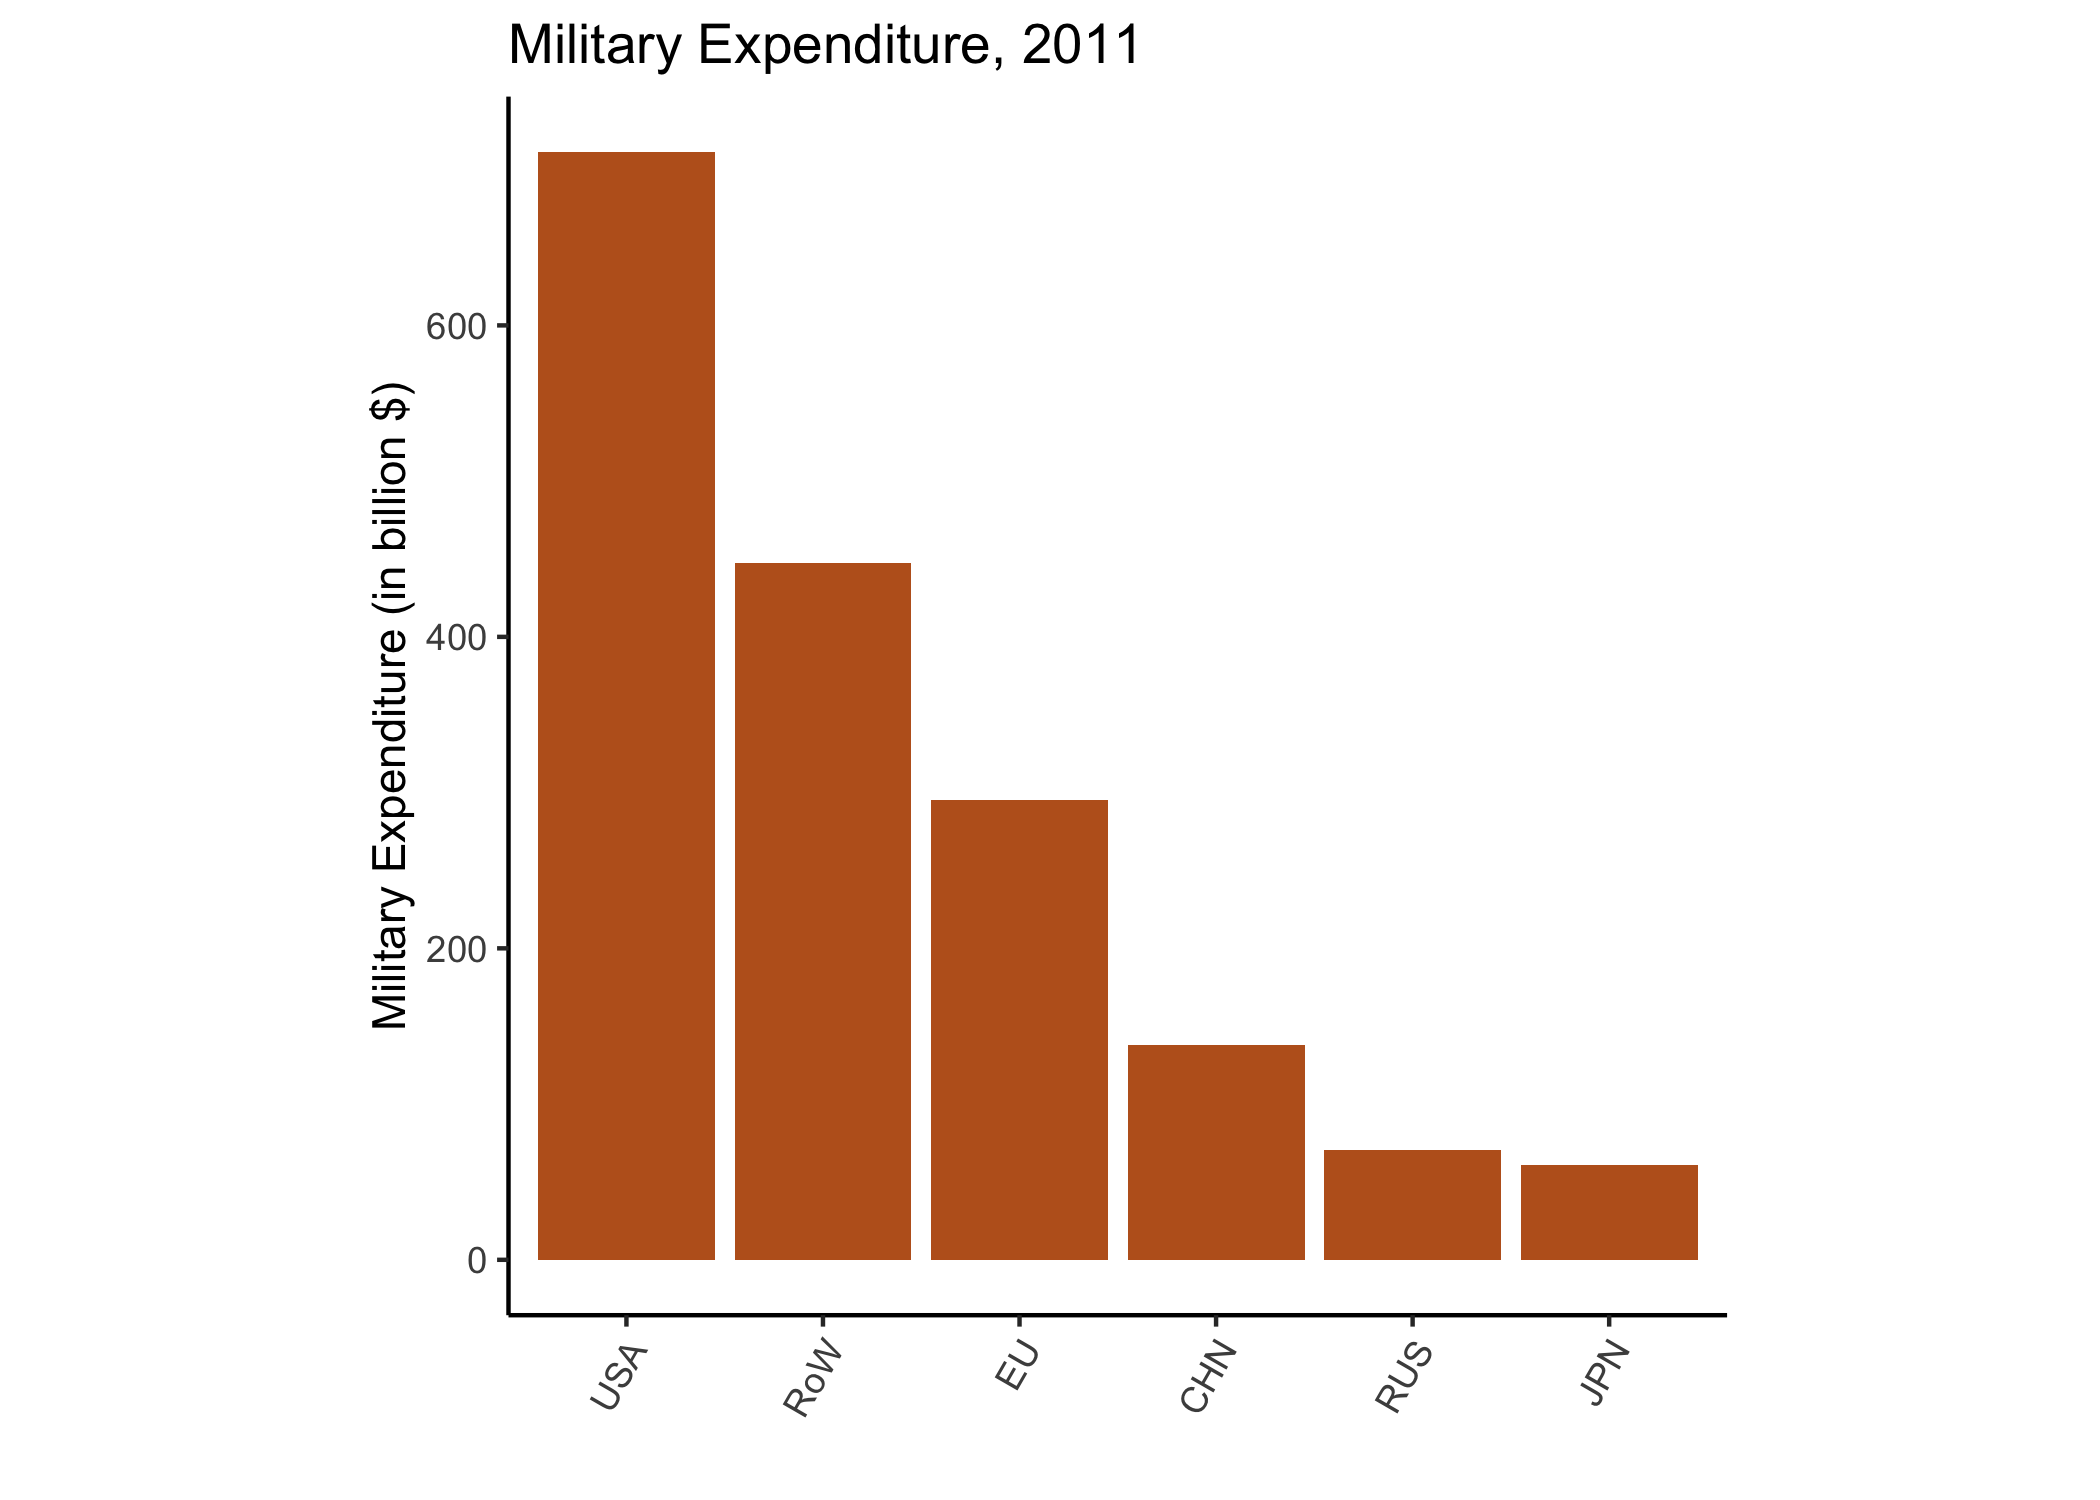 Military Expenditure, 2011
Military Expenditure (in billion $)
600
400
200
0
USA
RoW
EU
CHN
RUS
JPN